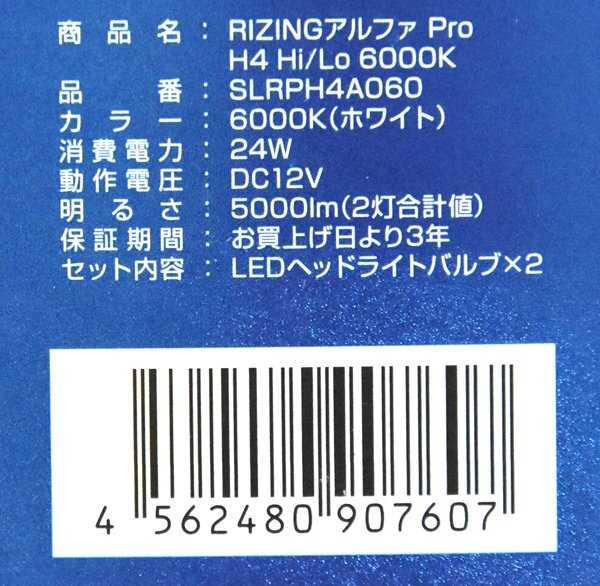 商品名：RIZINGアルファ Pro
H4 Hi/Lo 6000K
品番：SLRPH4A060
カラー：6000K（ホワイト）
消費電力：24W
動作電圧：DC12V
明るさ：5000lm（2灯合計値）
保証期間：お買上げ日より3年
セット内容：LEDヘッドライトバルブ×2
4 562480 907607